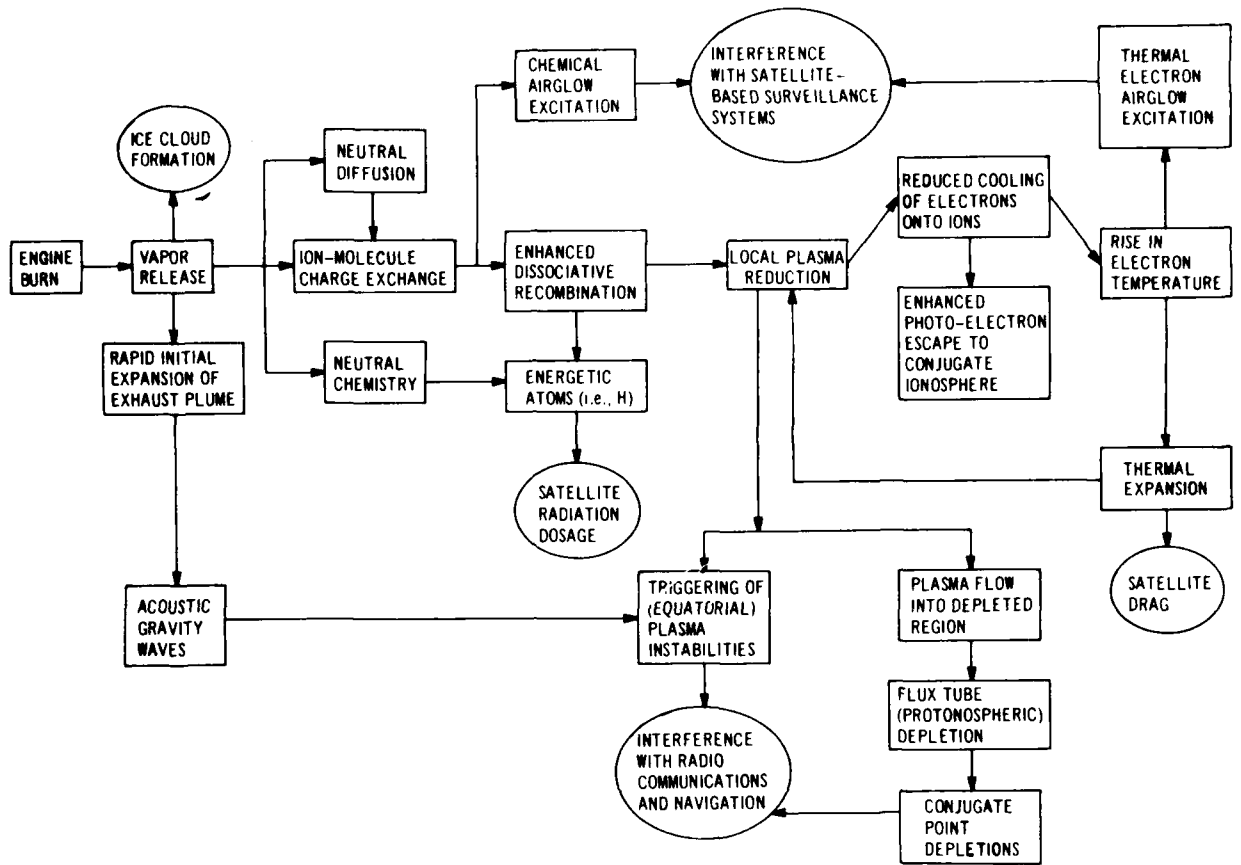 CHEMICAL
AIRGLOW
EXCITATION
INTERFERENCE
WITH SATELLITE-
BASED SURVEILLANCE
SYSTEMS
THERMAL
ELECTRON
AIRGLOW
EXCITATION
ICE CLOUD
FORMATION
NEUTRAL
DIFFUSION
REDUCED COOLING
OF ELECTRONS
ONTO IONS
ENGINE
BURN
VAPOR
RELEASE
ION-MOLECULE
CHARGE EXCHANGE
ENHANCED
DISSOCIATIVE
RECOMBINATION
LOCAL PLASMA
REDUCTION
RISE IN
ELECTRON
TEMPERATURE
ENHANCED
PHOTO-ELECTRON
ESCAPE TO
CONJUGATE
IONOSPHERE
RAPID INITIAL
EXPANSION OF
EXHAUST PLUME
NEUTRAL
CHEMISTRY
ENERGETIC
ATOMS (i.e., H)
THERMAL
EXPANSION
SATELLITE
RADIATION
DOSAGE
ACOUSTIC
GRAVITY
WAVES
TRIGGERING OF
(EQUATORIAL)
PLASMA
INSTABILITIES
PLASMA FLOW
INTO DEPLETED
REGION
SATELLITE
DRAG
FLUX TUBE
(PROTONOSPHERIC)
DEPLETION
INTERFERENCE
WITH RADIO
COMMUNICATIONS
AND NAVIGATION
CONJUGATE
POINT
DEPLETIONS